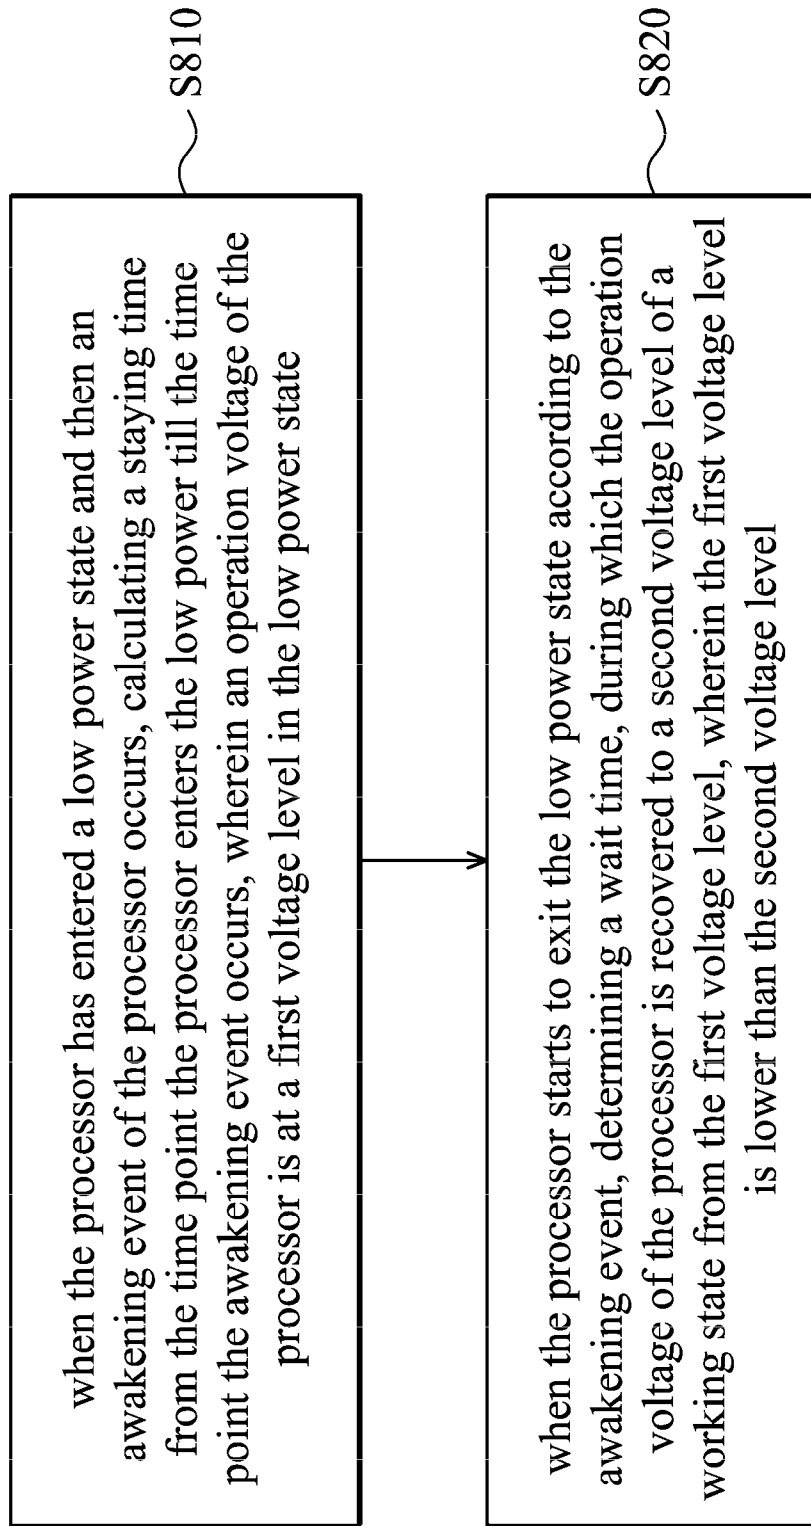 when the processor has entered a low power state and then an
awakening event of the processor occurs, calculating a staying time
from the time point the processor enters the low power till the time
point the awakening event occurs, wherein an operation voltage of the
processor is at a first voltage level in the low power state
S810
when the processor starts to exit the low power state according to the
awakening event, determining a wait time, during which the operation
voltage of the processor is recovered to a second voltage level of a
working state from the first voltage level, wherein the first voltage level
is lower than the second voltage level
S820